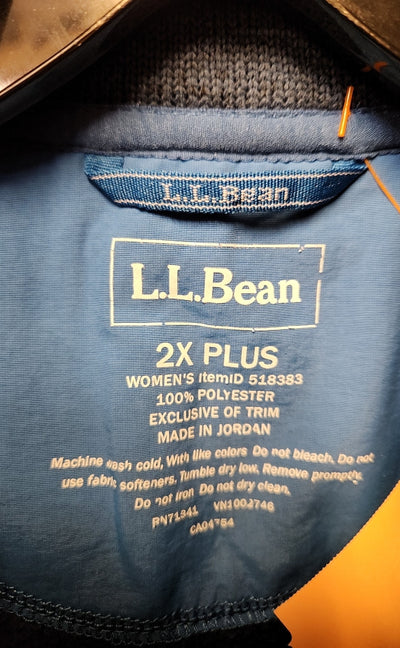 L.L.Bean
L.L.Bean
2X PLUS
WOMEN'S ItemID 518383
100% POLYESTER
EXCLUSIVE OF TRIM
MADE IN JORDAN
Machine wash cold, With like colors Do not bleach. Do not
use fabric softeners. Tumble dry low. Remove promptly.
Do not iron Do not dry clean.
RN71341 VN1002746
CA04754